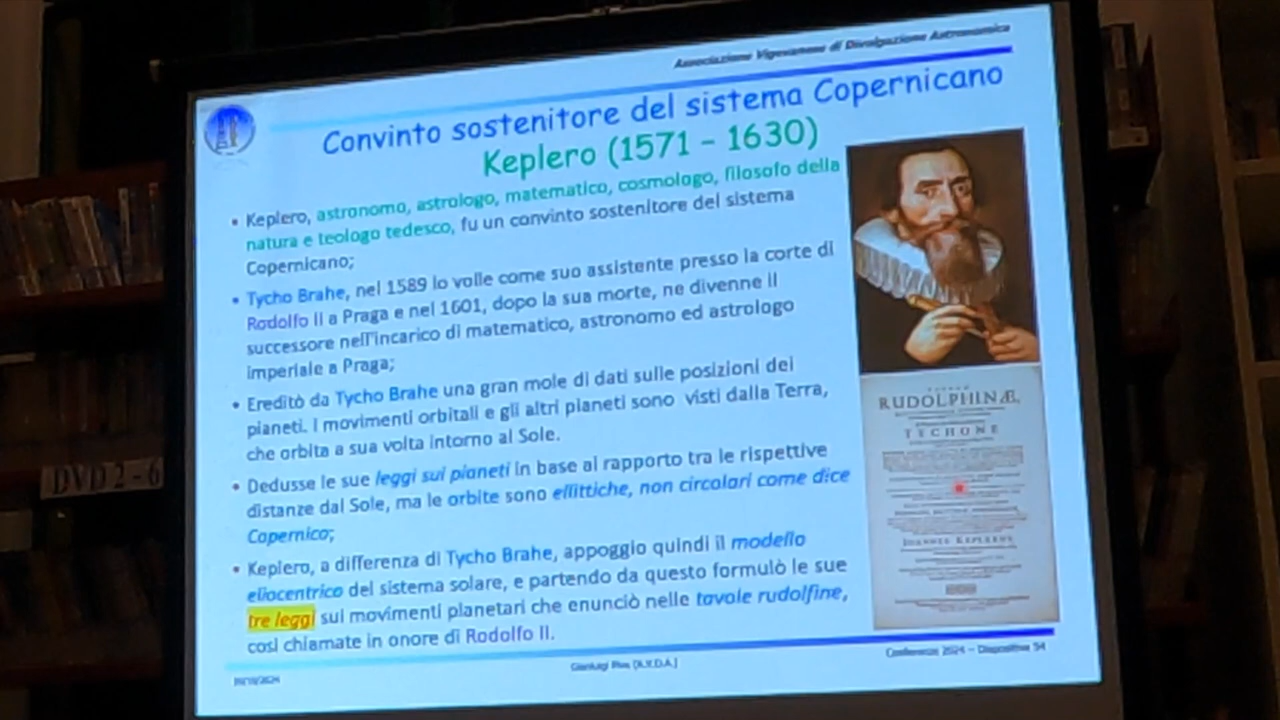 Associazione Vigevanese di Divulgazione Astronomica
Convinto sostenitore del sistema Copernicano
Keplero (1571 - 1630)
• Keplero, astronomo, astrologo, matematico, cosmologo, filosofo della
natura e teologo tedesco, fu un convinto sostenitore del sistema
Copernicano;
• Tycho Brahe, nel 1589 lo volle come suo assistente presso la corte di
Rodolfo II a Praga e nel 1601, dopo la sua morte, ne divenne il
successore nell'incarico di matematico, astronomo ed astrologo
imperiale a Praga;
• Ereditò da Tycho Brahe una gran mole di dati sulle posizioni dei
pianeti. I movimenti orbitali e gli altri pianeti sono visti dalla Terra,
che orbita a sua volta intorno al Sole.
• Dedusse le sue leggi sui pianeti in base al rapporto tra le rispettive
distanze dal Sole, ma le orbite sono ellittiche, non circolari come dice
Copernico;
• Keplero, a differenza di Tycho Brahe, appoggio quindi il modello
eliocentrico del sistema solare, e partendo da questo formulò le sue
tre leggi sui movimenti planetari che enunciò nelle tavole rudolfine,
così chiamate in onore di Rodolfo II.
RUDOLPHINÆ,
TYCHONE
IOANNES KEPLERUS
DVD 2-6
Gianluigi [A.V.D.A.]
Conferenze 2024 - Diapositiva 54